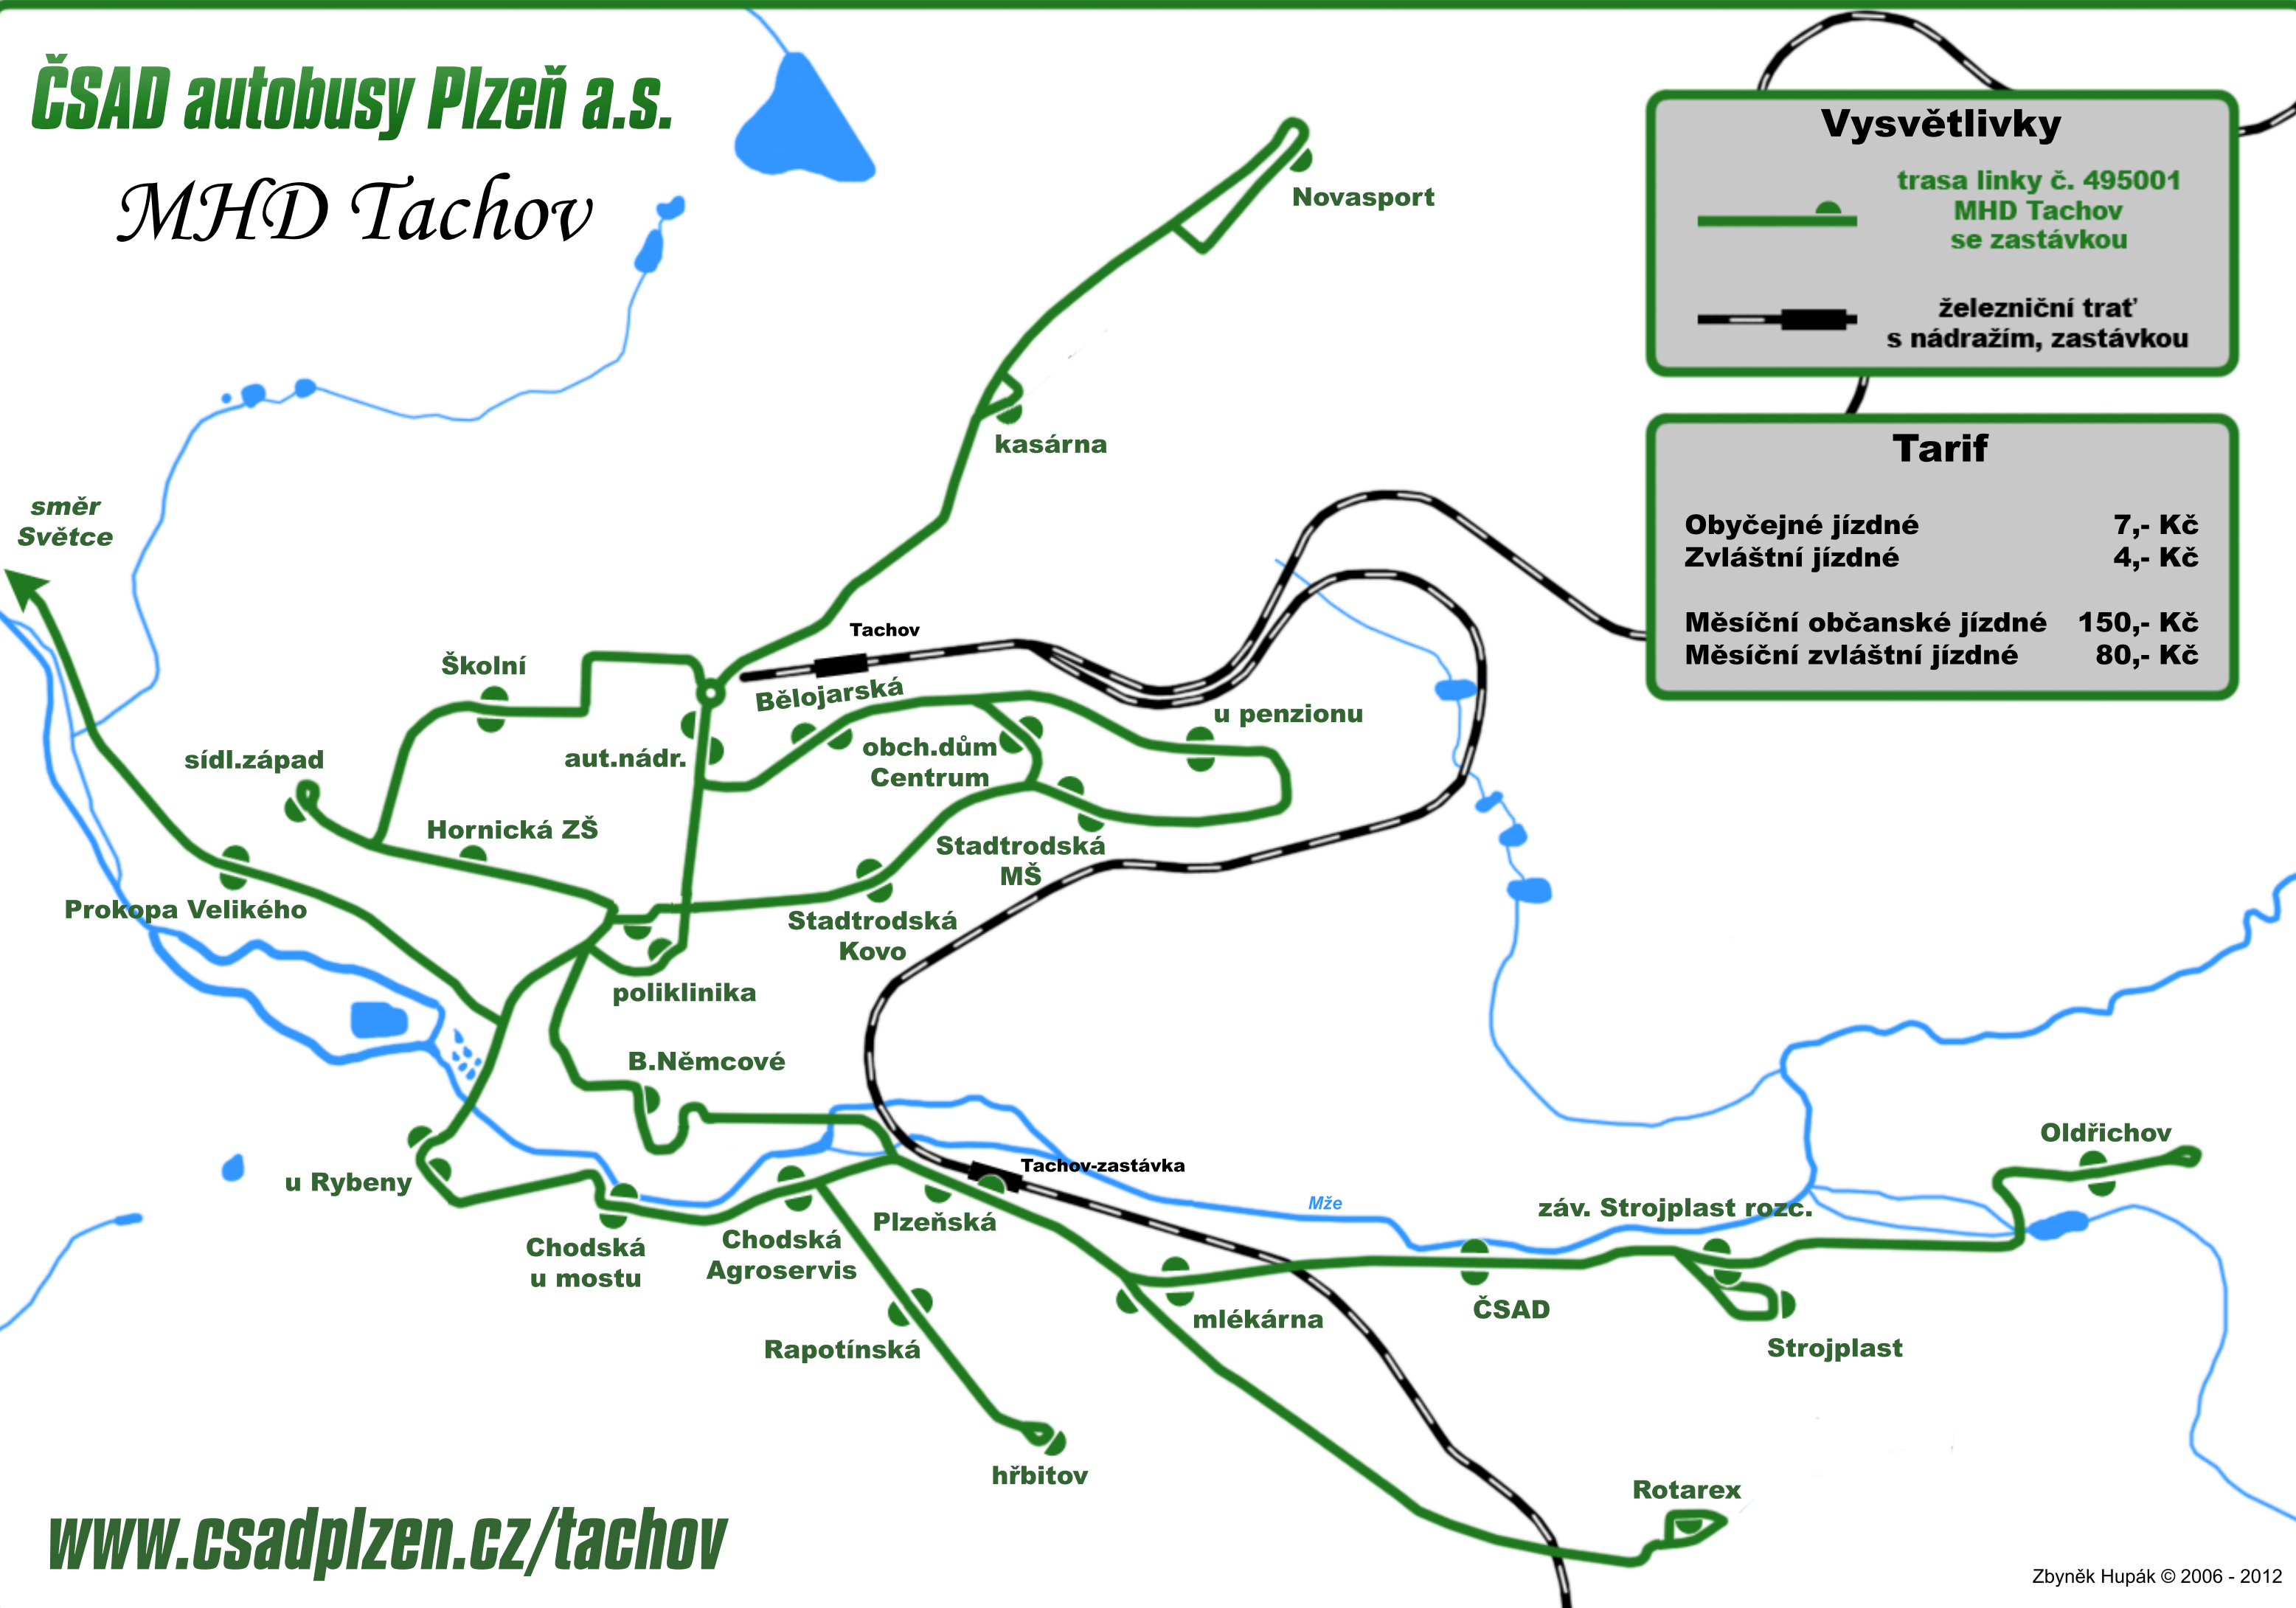 ČSAD autobusy Plzeň a.s.
MHD Tachov
Vysvětlivky
trasa linky č. 495001
MHD Tachov
se zastávkou
železniční trať
s nádražím, zastávkou
Tarif
Obyčejné jízdné 7,- Kč
Zvláštní jízdné 4,- Kč
Měsíční občanské jízdné 150,- Kč
Měsíční zvláštní jízdné 80,- Kč
Novasport
kasárna
směr
Světce
Tachov
Školní
Bělojarská
u penzionu
aut.nádr.
obch.dům
Centrum
sídl.západ
Hornická ZŠ
Stadtrodská
MŠ
Prokopa Velikého
Stadtrodská
Kovo
poliklinika
B.Němcové
Oldřichov
Tachov-zastávka
u Rybeny
Mže
záv. Strojplast rozc.
Plzeňská
Chodská
u mostu
Chodská
Agroservis
ČSAD
mlékárna
Rapotínská
Strojplast
hřbitov
Rotarex
www.csadplzen.cz/tachov
Zbyněk Hupák © 2006 - 2012